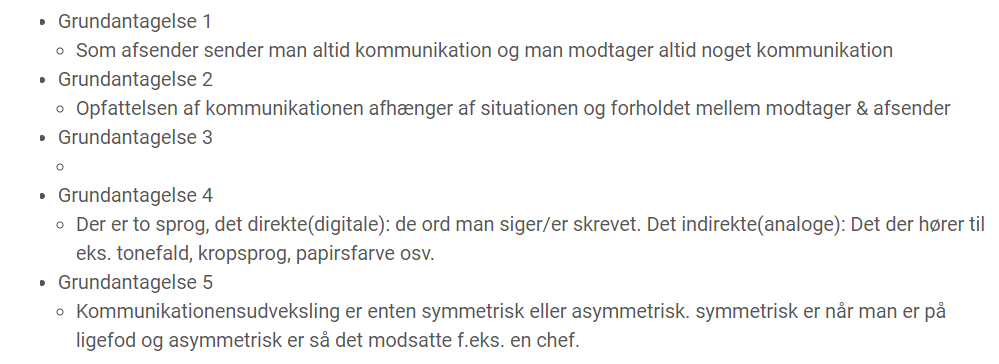 Grundantagelse 1
Som afsender sender man altid kommunikation og man modtager altid noget kommunikation
Grundantagelse 2
Opfattelsen af kommunikationen afhænger af situationen og forholdet mellem modtager & afsender
Grundantagelse 3
Grundantagelse 4
Der er to sprog, det direkte(digitale): de ord man siger/er skrevet. Det indirekte(analoge): Det der hører til
eks. tonefald, kropsprog, papirsfarve osv.
Grundantagelse 5
Kommunikationensudveksling er enten symmetrisk eller asymmetrisk. symmetrisk er når man er på
ligefod og asymmetrisk er så det modsatte f.eks. en chef.